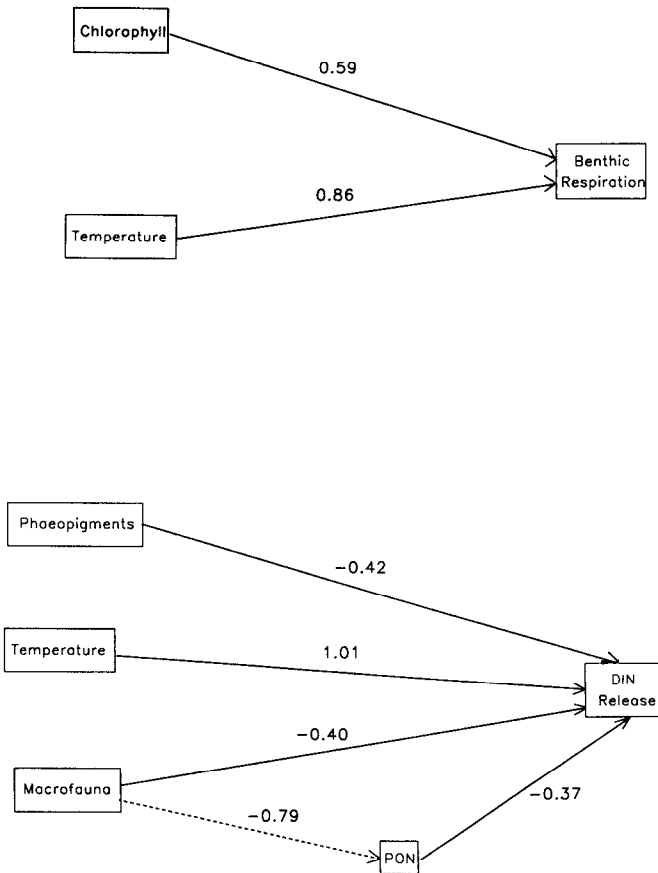 Chlorophyll
0.59
Benthic
Respiration
0.86
Temperature
Phaeopigments
-0.42
Temperature
1.01
DIN
Release
-0.40
Macrofauna
-0.79
-0.37
PON